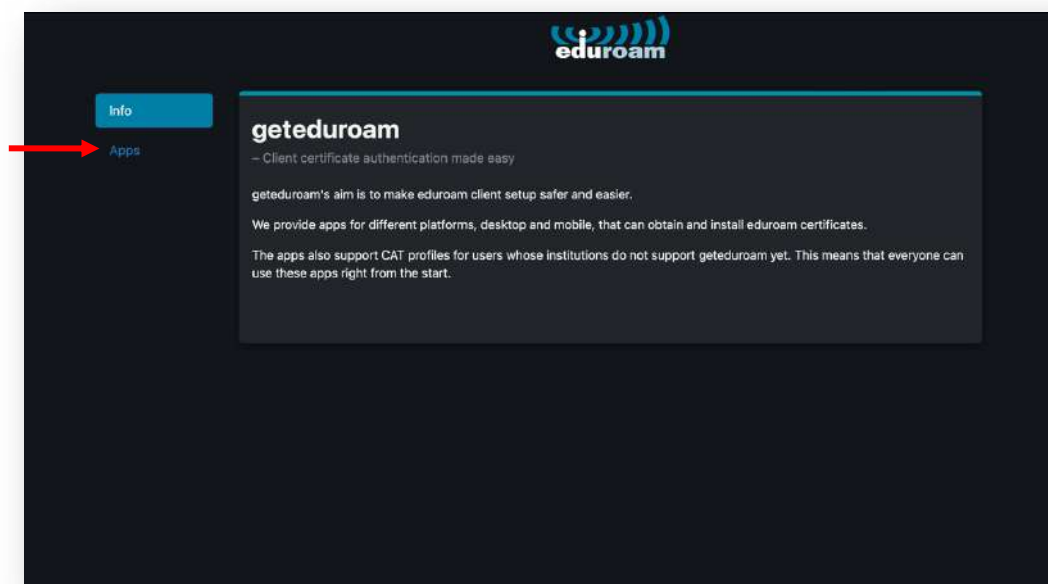 eduroam
Info
Apps
geteduroam
– Client certificate authentication made easy
geteduroam's aim is to make eduroam client setup safer and easier.
We provide apps for different platforms, desktop and mobile, that can obtain and install eduroam certificates.
The apps also support CAT profiles for users whose institutions do not support geteduroam yet. This means that everyone can
use these apps right from the start.